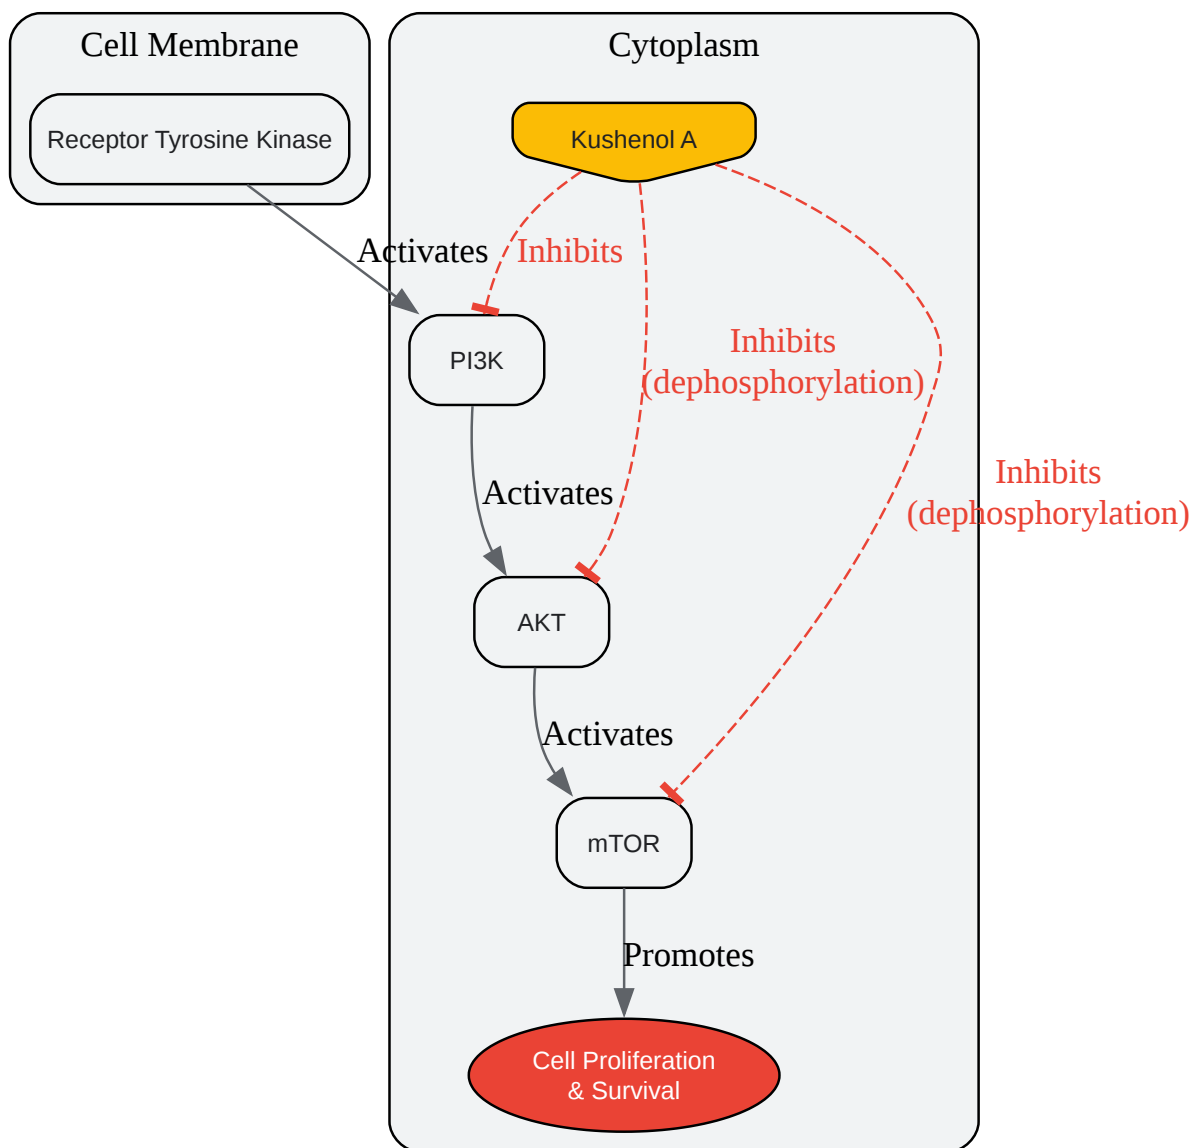 Cell Membrane
Cytoplasm
Receptor Tyrosine Kinase
Kushenol A
Activates
Inhibits
Inhibits
(dephosphorylation)
PI3K
Inhibits
(dephosphorylation)
Activates
AKT
Activates
mTOR
Promotes
Cell Proliferation
& Survival